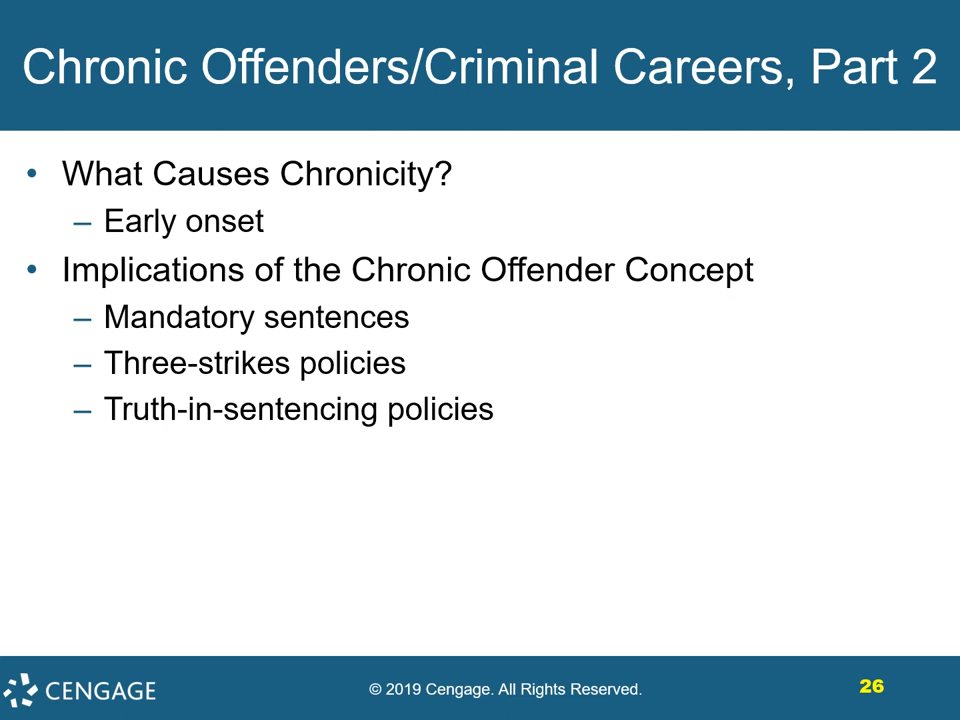 Chronic Offenders/Criminal Careers, Part 2
• What Causes Chronicity?
– Early onset
• Implications of the Chronic Offender Concept
– Mandatory sentences
– Three-strikes policies
– Truth-in-sentencing policies
CENGAGE
© 2019 Cengage. All Rights Reserved.
26